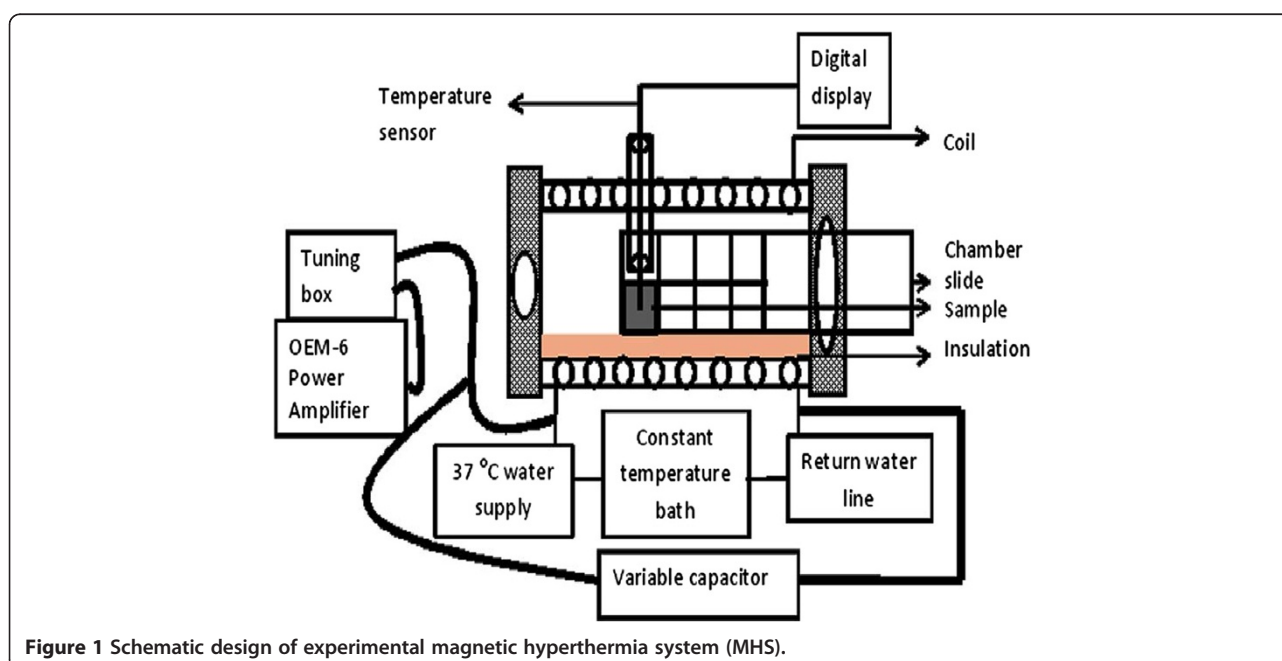 Digital
display
Temperature
sensor
Coil
Tuning
box
Chamber
slide
Sample
OEM-6
Power
Amplifier
Insulation
37 °C water
supply
Constant
temperature
bath
Return water
line
Variable capacitor
Figure 1 Schematic design of experimental magnetic hyperthermia system (MHS).